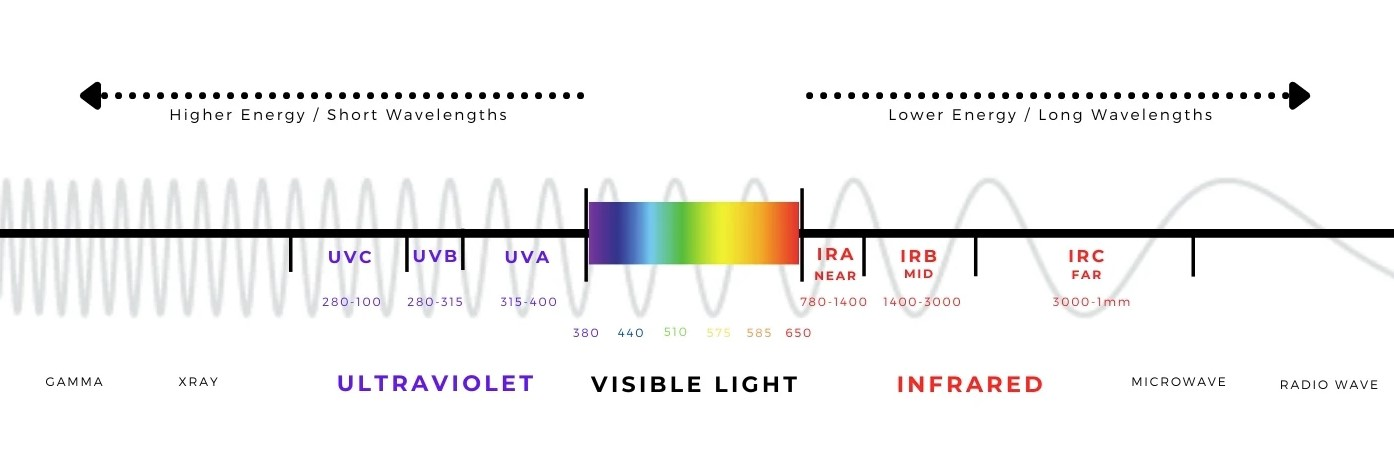 Higher Energy / Short Wavelengths
Lower Energy / Long Wavelengths
UVC
UVB
UVA
IRA
NEAR
IRB
MID
IRC
FAR
280-100
280-315
315-400
780-1400
1400-3000
3000-1mm
380 440 510 575 585 650
GAMMA
XRAY
ULTRAVIOLET
VISIBLE LIGHT
INFRARED
MICROWAVE
RADIO WAVE